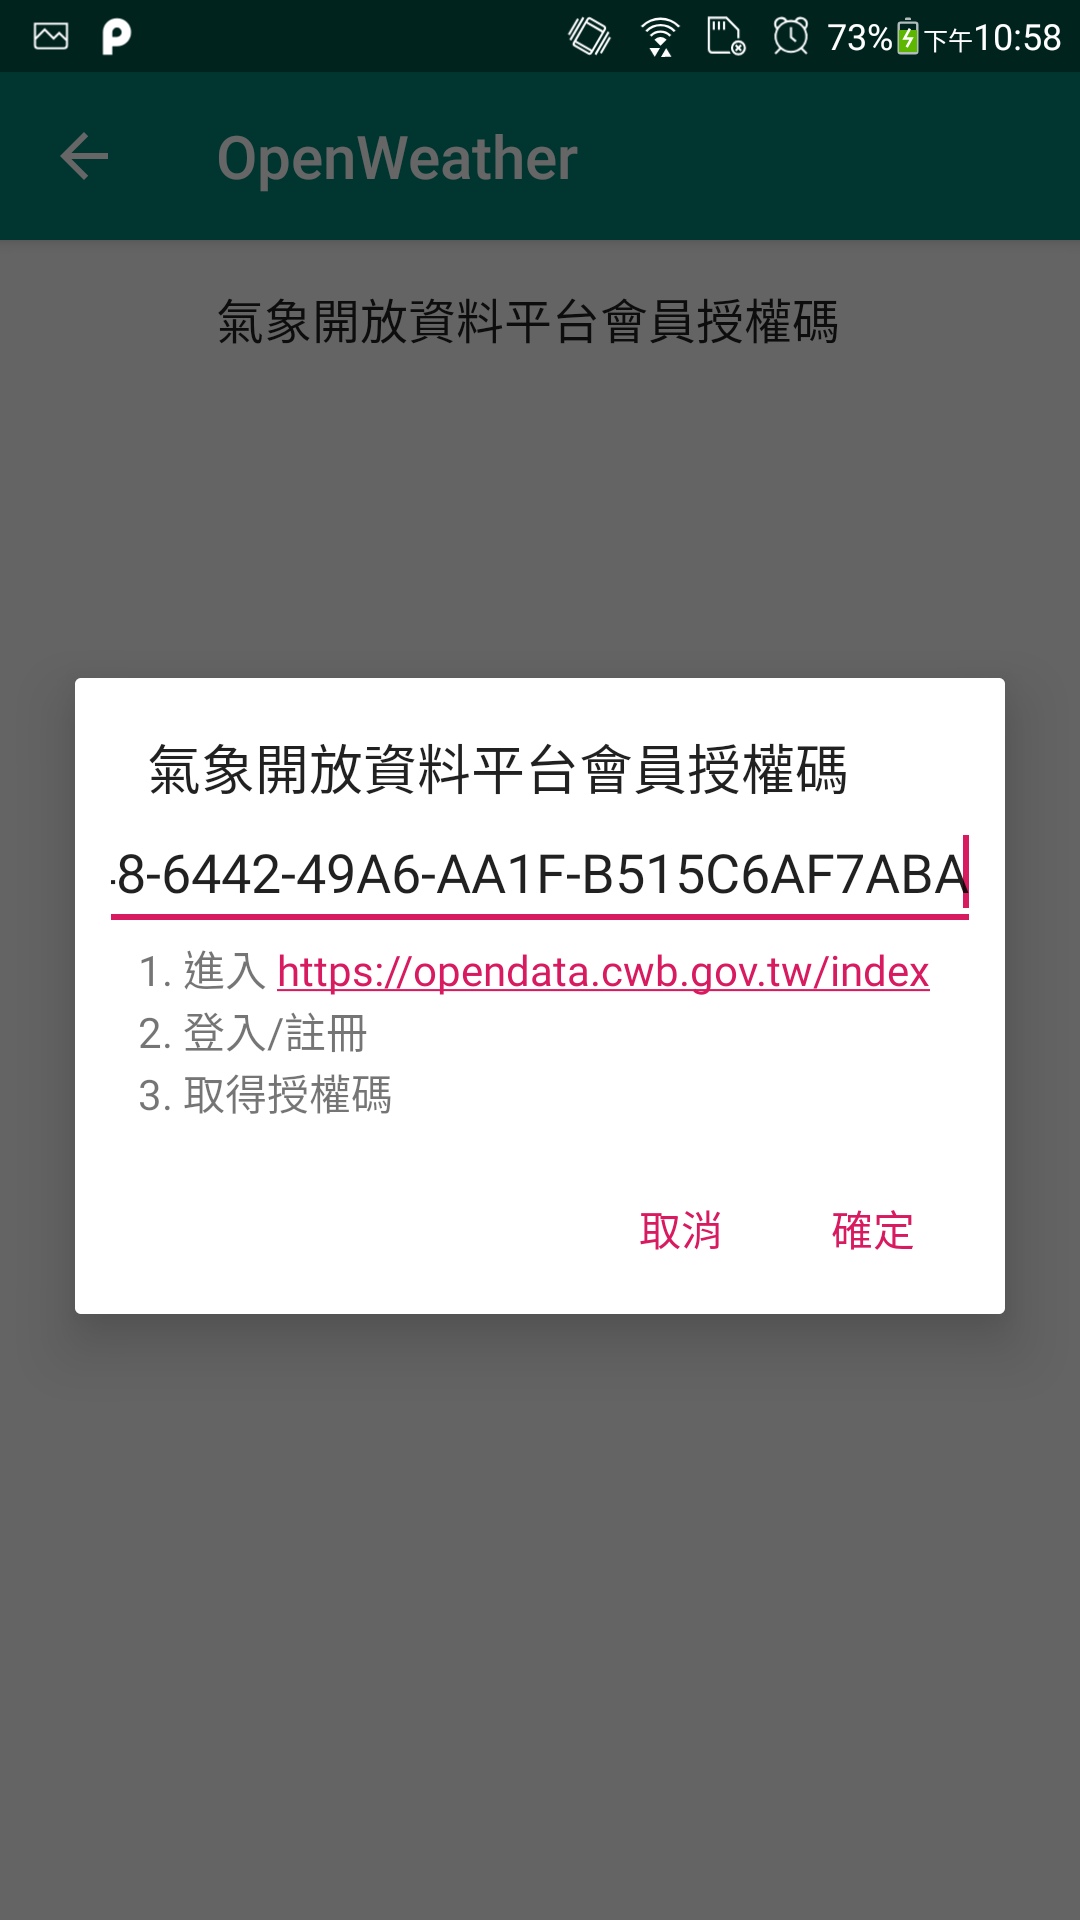 73% 下午10:58
OpenWeather
氣象開放資料平台會員授權碼
氣象開放資料平台會員授權碼
8-6442-49A6-AA1F-B515C6AF7ABA
1. 進入 https://opendata.cwb.gov.tw/index
2. 登入/註冊
3. 取得授權碼
取消 確定